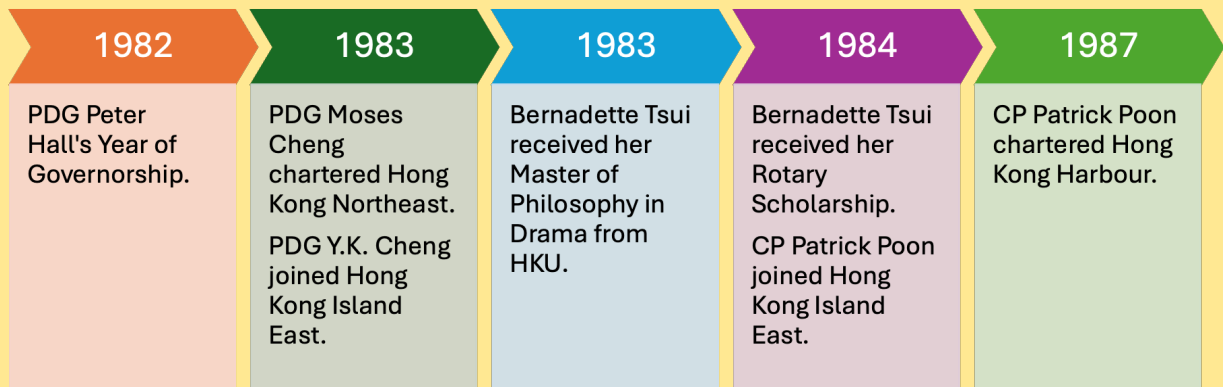 1982
PDG Peter
Hall's Year of
Governorship.
1983
PDG Moses
Cheng
chartered Hong
Kong Northeast.
PDG Y.K. Cheng
joined Hong
Kong Island
East.
1983
Bernadette Tsui
received her
Master of
Philosophy in
Drama from
HKU.
1984
Bernadette Tsui
received her
Rotary
Scholarship.
CP Patrick Poon
joined Hong
Kong Island
East.
1987
CP Patrick Poon
chartered Hong
Kong Harbour.